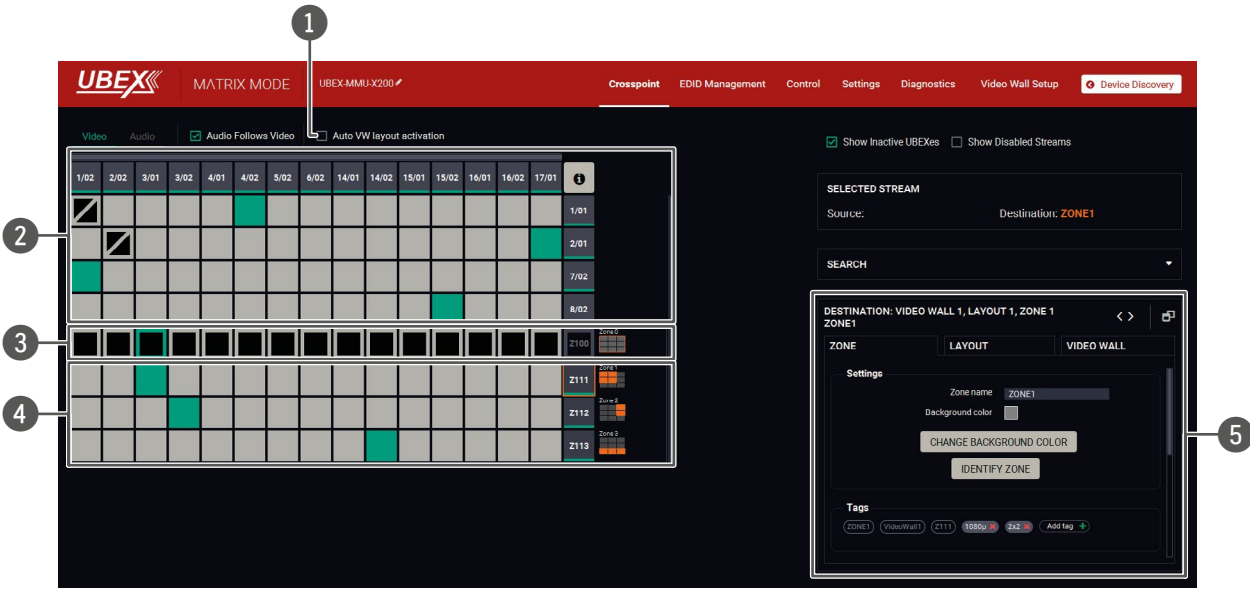 1
UBEX MATRIX MODE UBEX-MMU-X200 Crosspoint EDID Management Control Settings Diagnostics Video Wall Setup Device Discovery
Video Audio Audio Follows Video Auto VW layout activation Show Inactive UBEXes Show Disabled Streams
1/02 2/02 3/01 3/02 4/01 4/02 5/02 6/02 14/01 14/02 15/01 15/02 16/01 16/02 17/01
SELECTED STREAM
1/01
Source: Destination: ZONE1
2
2/01
SEARCH
7/02
8/02
DESTINATION: VIDEO WALL 1, LAYOUT 1, ZONE 1
ZONE1
3
Z100 Zone 0
ZONE LAYOUT VIDEO WALL
Z111 Zone 1
Settings
Zone name ZONE1
4
Z112 Zone 2
Background color
Z113 Zone 3
CHANGE BACKGROUND COLOR
5
IDENTIFY ZONE
Tags
ZONE1 VideoWall1 Z111 1080p 2x2 Add tag +